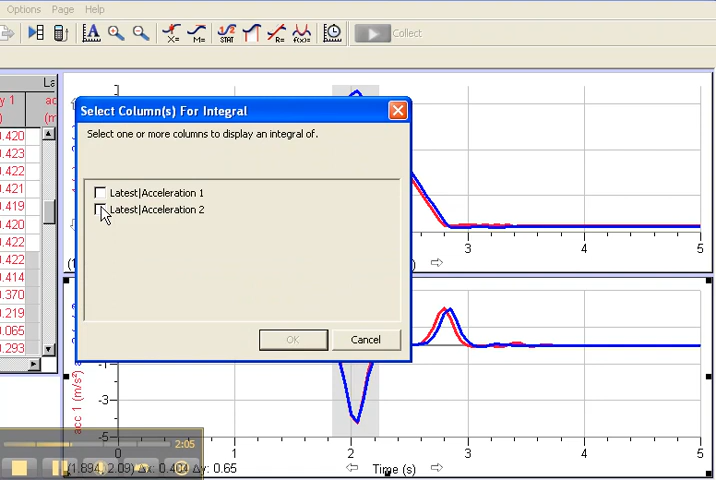 Options Page Help
X= M= STAT R= f(x)= Collect
La
y 1 ac
) (m
0.420
0.423
0.422
0.421
0.419
0.420
0.422
0.422
0.414
0.370
0.219
0.065
0.293
Select Column(s) For Integral
Select one or more columns to display an integral of.
Latest|Acceleration 1
Latest|Acceleration 2
OK Cancel
3 4 5
-1
-3
-5
acc 1 (m/s²)
0 1 2 3 4 5
Time (s)
2:05
(1.894, 2.09) Δx: 0.400 Δy: 0.65